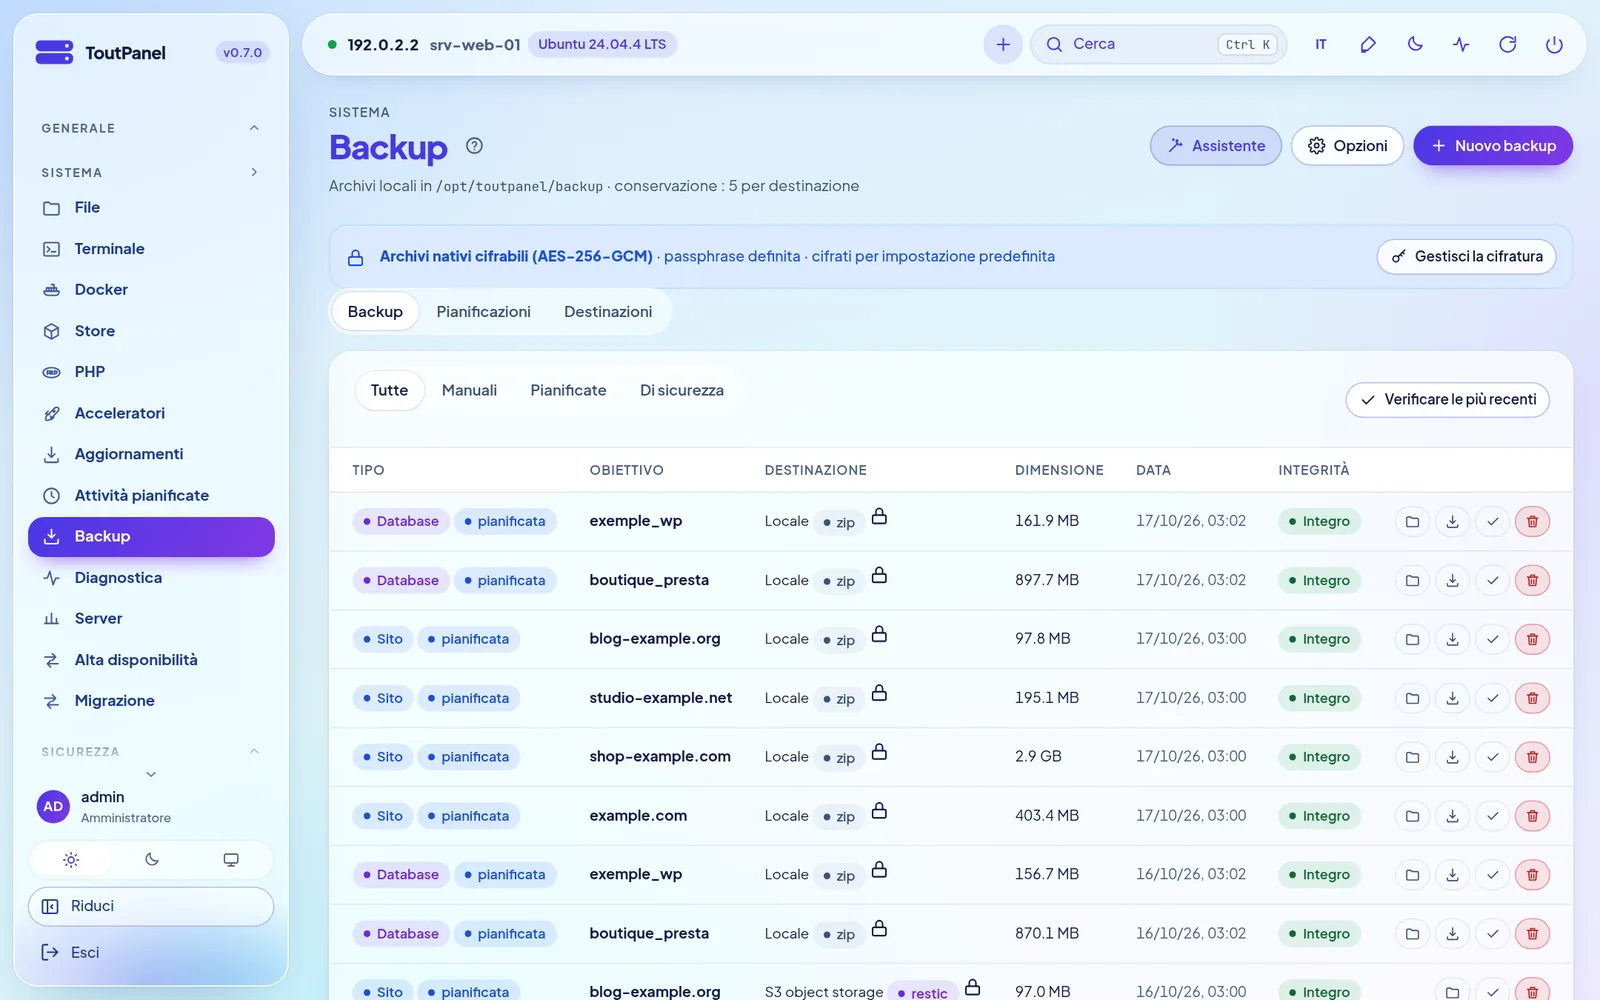 ToutPanel v0.7.0
GENERALE
SISTEMA
File
Terminale
Docker
Store
PHP
Acceleratori
Aggiornamenti
Attività pianificate
Backup
Diagnostica
Server
Alta disponibilità
Migrazione
SICUREZZA
AD admin
Amministratore
Riduci
Esci
192.0.2.2 srv-web-01 Ubuntu 24.04.4 LTS Cerca Ctrl K IT
SISTEMA
Backup
Archivi locali in /opt/toutpanel/backup · conservazione : 5 per destinazione
Assistente Opzioni Nuovo backup
Archivi nativi cifrabili (AES-256-GCM) · passphrase definita · cifrati per impostazione predefinita Gestisci la cifratura
Backup Pianificazioni Destinazioni
Tutte Manuali Pianificate Di sicurezza Verificare le più recenti
TIPO OBIETTIVO DESTINAZIONE DIMENSIONE DATA INTEGRITÀ
Database pianificata exemple_wp Locale zip 161.9 MB 17/10/26, 03:02 Integro
Database pianificata boutique_presta Locale zip 897.7 MB 17/10/26, 03:02 Integro
Sito pianificata blog-example.org Locale zip 97.8 MB 17/10/26, 03:00 Integro
Sito pianificata studio-example.net Locale zip 195.1 MB 17/10/26, 03:00 Integro
Sito pianificata shop-example.com Locale zip 2.9 GB 17/10/26, 03:00 Integro
Sito pianificata example.com Locale zip 403.4 MB 17/10/26, 03:00 Integro
Database pianificata exemple_wp Locale zip 156.7 MB 16/10/26, 03:02 Integro
Database pianificata boutique_presta Locale zip 870.1 MB 16/10/26, 03:02 Integro
Sito pianificata blog-example.org S3 object storage restic 97.0 MB 16/10/26, 03:00 Integro